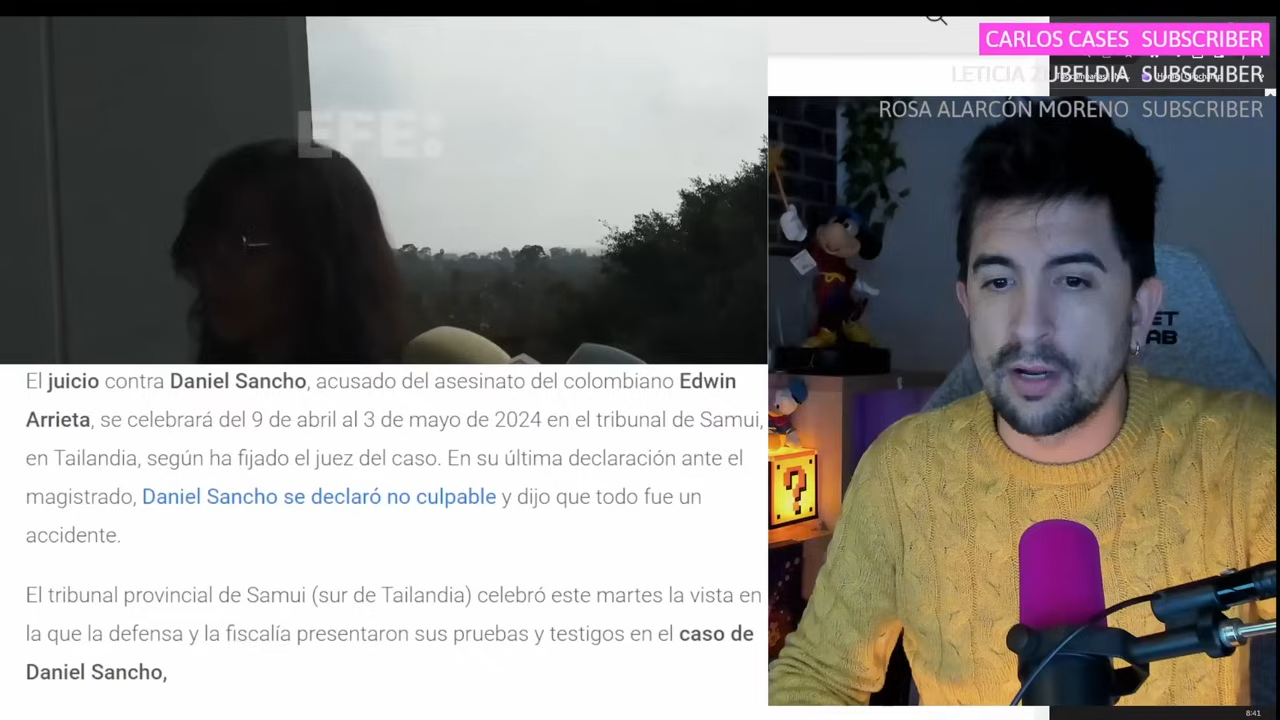 CARLOS CASES SUBSCRIBER
LETICIA ZUBELDIA SUBSCRIBER
ROSA ALARCÓN MORENO SUBSCRIBER
EFE:
El juicio contra Daniel Sancho, acusado del asesinato del colombiano Edwin
Arrieta, se celebrará del 9 de abril al 3 de mayo de 2024 en el tribunal de Samui,
en Tailandia, según ha fijado el juez del caso. En su última declaración ante el
magistrado, Daniel Sancho se declaró no culpable y dijo que todo fue un
accidente.
El tribunal provincial de Samui (sur de Tailandia) celebró este martes la vista en
la que la defensa y la fiscalía presentaron sus pruebas y testigos en el caso de
Daniel Sancho,
?
8:41